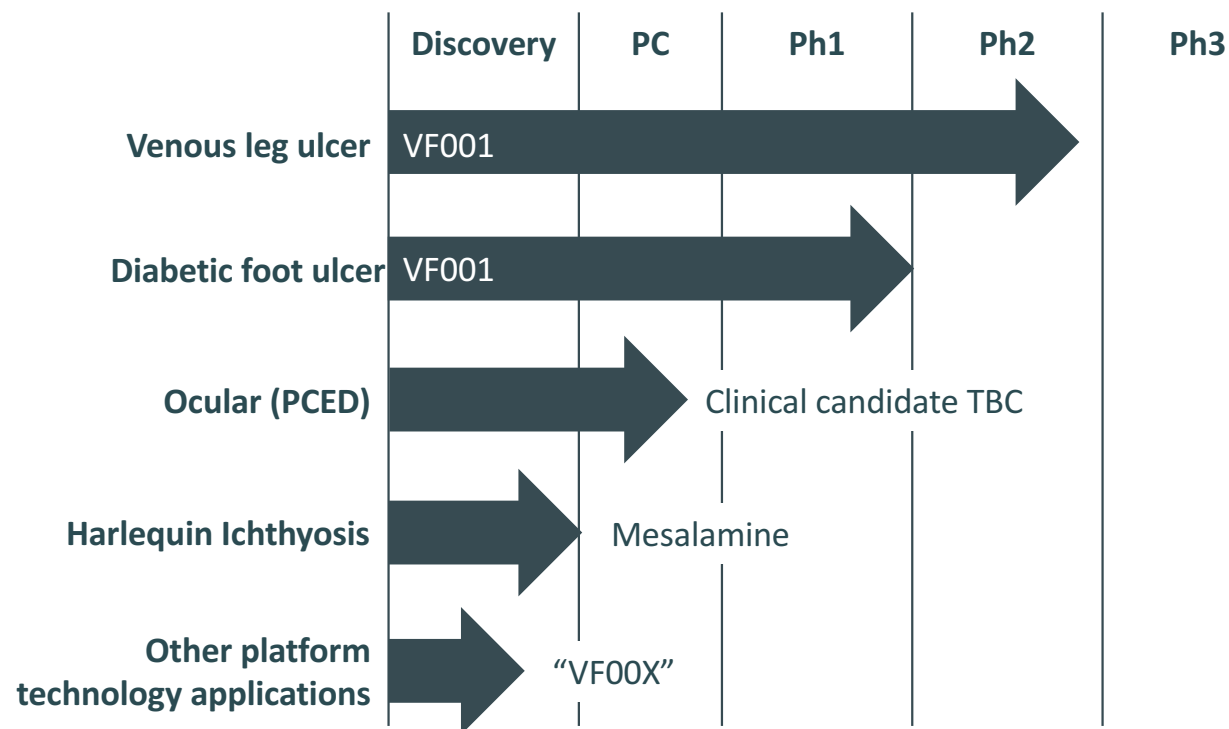 Discovery PC Ph1 Ph2 Ph3
Venous leg ulcer VF001
Diabetic foot ulcer VF001
Ocular (PCED) Clinical candidate TBC
Harlequin Ichthyosis Mesalamine
Other platform
technology applications “VF00X”